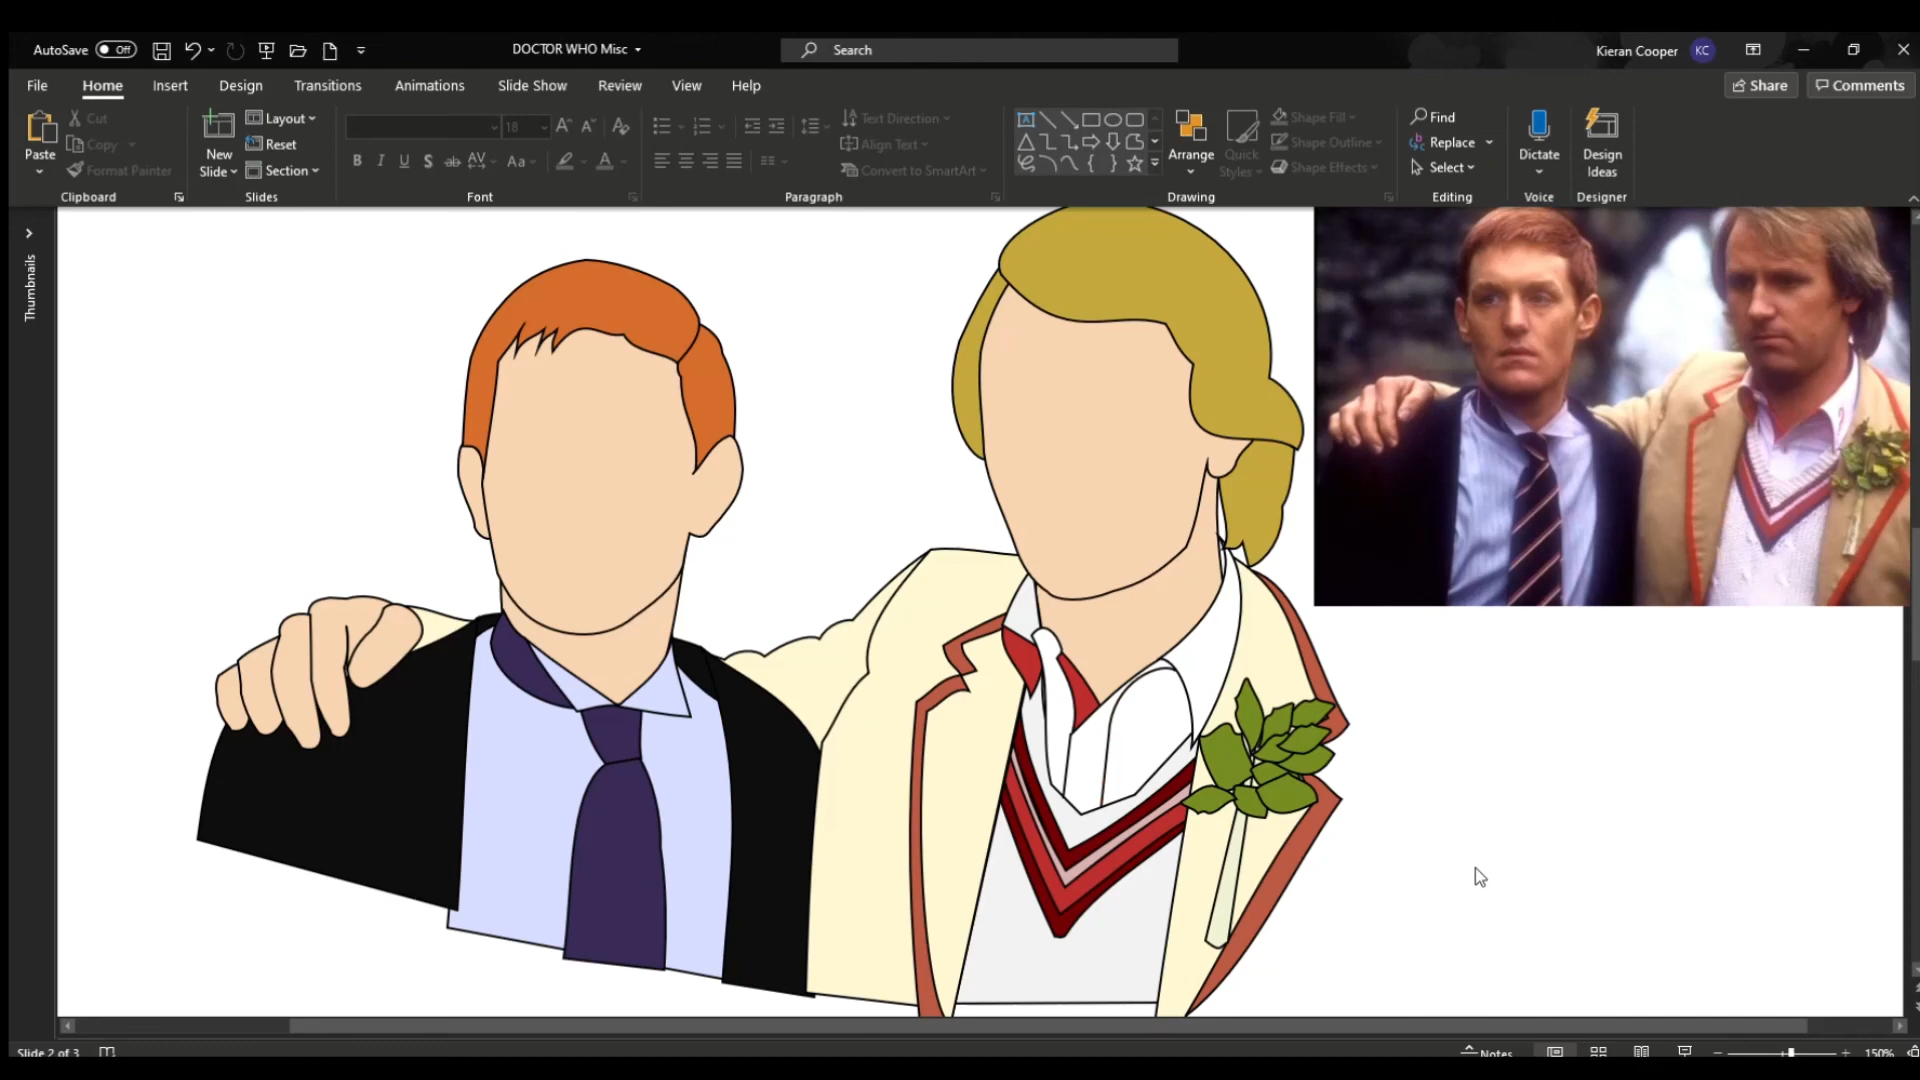 AutoSave Off DOCTOR WHO Misc Search Kieran Cooper KC
File Home Insert Design Transitions Animations Slide Show Review View Help Share Comments
Paste Cut Copy Format Painter
Clipboard
New Slide Layout Reset Section
Slides
18
B I U S ab AV Aa A
Font
Text Direction Align Text Convert to SmartArt
Paragraph
Arrange Quick Styles Shape Fill Shape Outline Shape Effects
Drawing
Find Replace Select
Editing
Dictate
Voice
Design Ideas
Designer
Thumbnails
Slide 2 of 3 Notes 150%